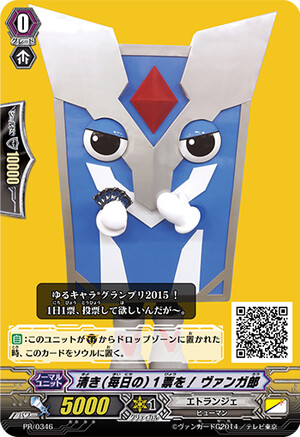 0
グレード
10000
ゆるキャラ®グランプリ2015！
1日1票、投票して欲しいんだが～。
:このユニットが
からドロップゾーンに置かれた
時、このカードをソウルに置く。
ノーマル
ユニット
清き(毎日の)1票を！ ヴァンガ郎
5000
1
エトランジェ
ヒューマン
PR/0346
©ヴァンガードG2014／テレビ東京